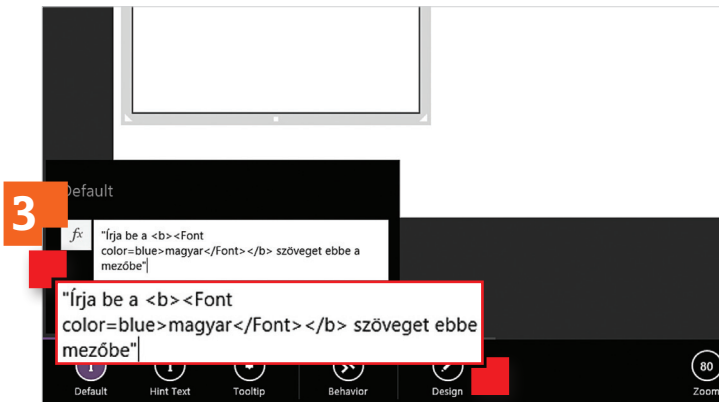 Default
3
fx
"Írja be a <b><Font
color=blue>magyar</Font></b> szöveget ebbe a
mezőbe"
"Írja be a <b><Font
color=blue>magyar</Font></b> szöveget ebbe
mezőbe"
Default
Hint Text
Tooltip
Behavior
Design
80
Zoom